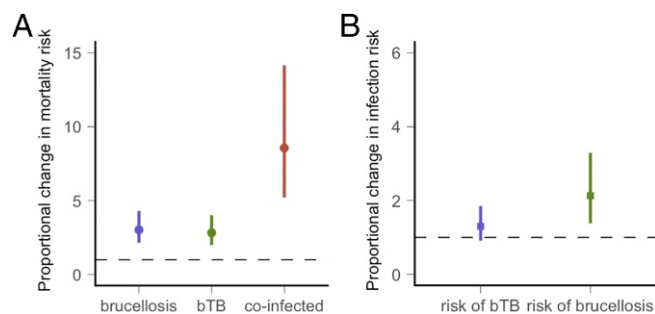 A
Proportional change in mortality risk
15
10
5
0
brucellosis bTB co-infected
B
Proportional change in infection risk
6
4
2
0
risk of bTB risk of brucellosis